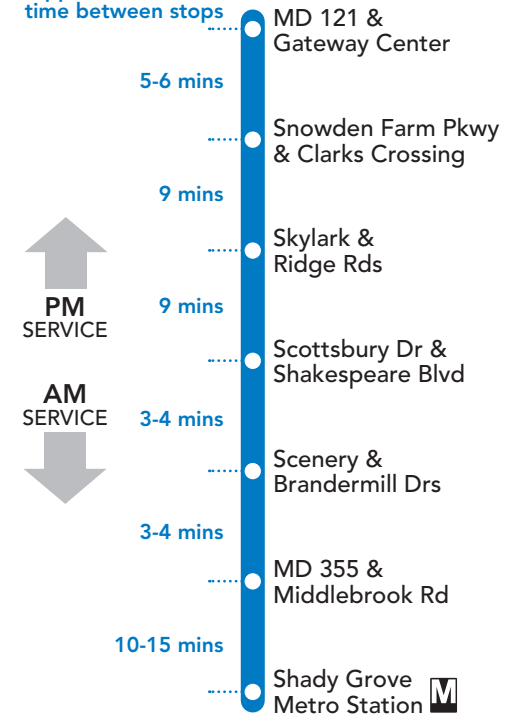 time between stops
MD 121 &
Gateway Center
5-6 mins
Snowden Farm Pkwy
& Clarks Crossing
9 mins
Skylark &
Ridge Rds
PM
SERVICE
9 mins
Scottsbury Dr &
Shakespeare Blvd
AM
SERVICE
3-4 mins
Scenery &
Brandermill Drs
3-4 mins
MD 355 &
Middlebrook Rd
10-15 mins
Shady Grove
Metro Station M